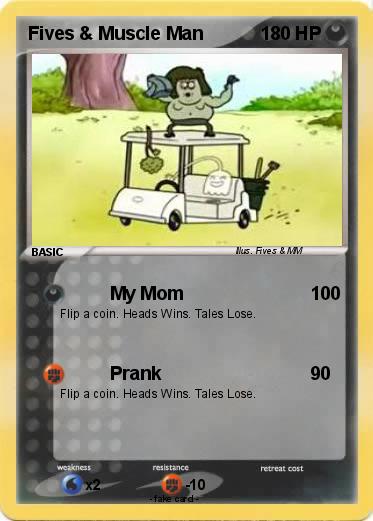 Fives & Muscle Man 180 HP
BASIC Illus. Fives & MM
My Mom 100
Flip a coin. Heads Wins. Tales Lose.
Prank 90
Flip a coin. Heads Wins. Tales Lose.
weakness resistance retreat cost
x2 -10
- fake card -